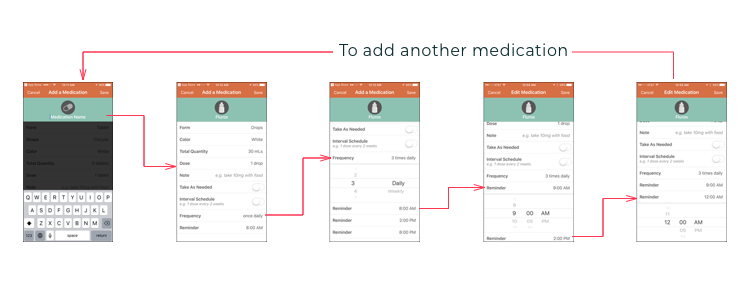 To add another medication
Cancel Add a Medication Save
Medication Name
Q W E R T Y U I O P
A S D F G H J K L
Z X C V B N M
123 space return
Cancel Add a Medication Save
Florix
Form Drops
Color White
Total Quantity 30 mLs
Dose 1 drop
Note e.g. take 10mg with food
Take As Needed
Interval Schedule
e.g. 1 dose every 2 weeks
Frequency once daily
Reminder 8:00 AM
Cancel Add a Medication Save
Take As Needed
Interval Schedule
e.g. 1 dose every 2 weeks
Frequency 3 times daily
2
3 Daily
4 Weekly
Reminder 8:00 AM
Reminder 2:00 PM
Reminder 8:00 PM
Cancel Edit Medication Save
Dose 1 drop
Note e.g. take 10mg with food
Take As Needed
Interval Schedule
e.g. 1 dose every 2 weeks
Frequency 3 times daily
Reminder 9:00 AM
8
9 00 AM
10 05 PM
Reminder 2:00 PM
Cancel Edit Medication Save
Note e.g. take 10mg with food
Take As Needed
Interval Schedule
e.g. 1 dose every 2 weeks
Frequency 3 times daily
Reminder 9:00 AM
Reminder 12:00 AM
11
12 00 AM
05 PM